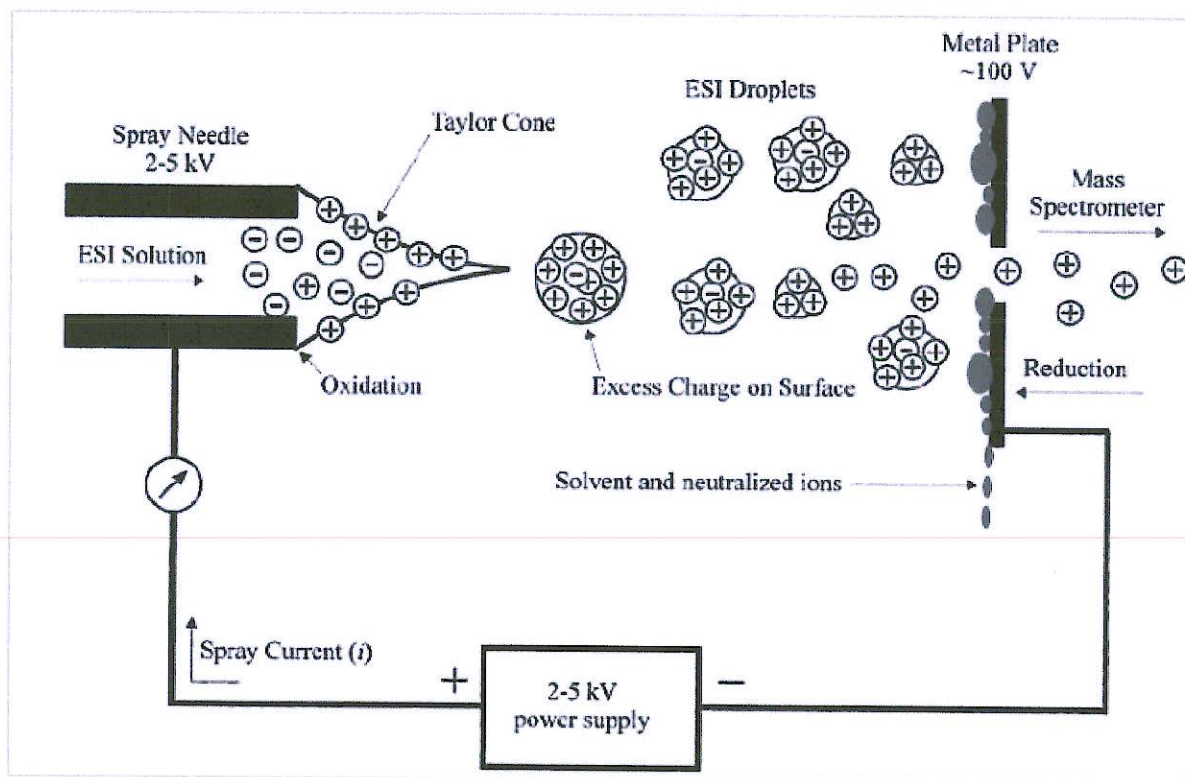 Metal Plate
~100 V
ESI Droplets
Taylor Cone
Spray Needle
2-5 kV
Mass
Spectrometer
ESI Solution
Oxidation
Excess Charge on Surface
Reduction
Solvent and neutralized ions
Spray Current (i)
+
−
2-5 kV
power supply